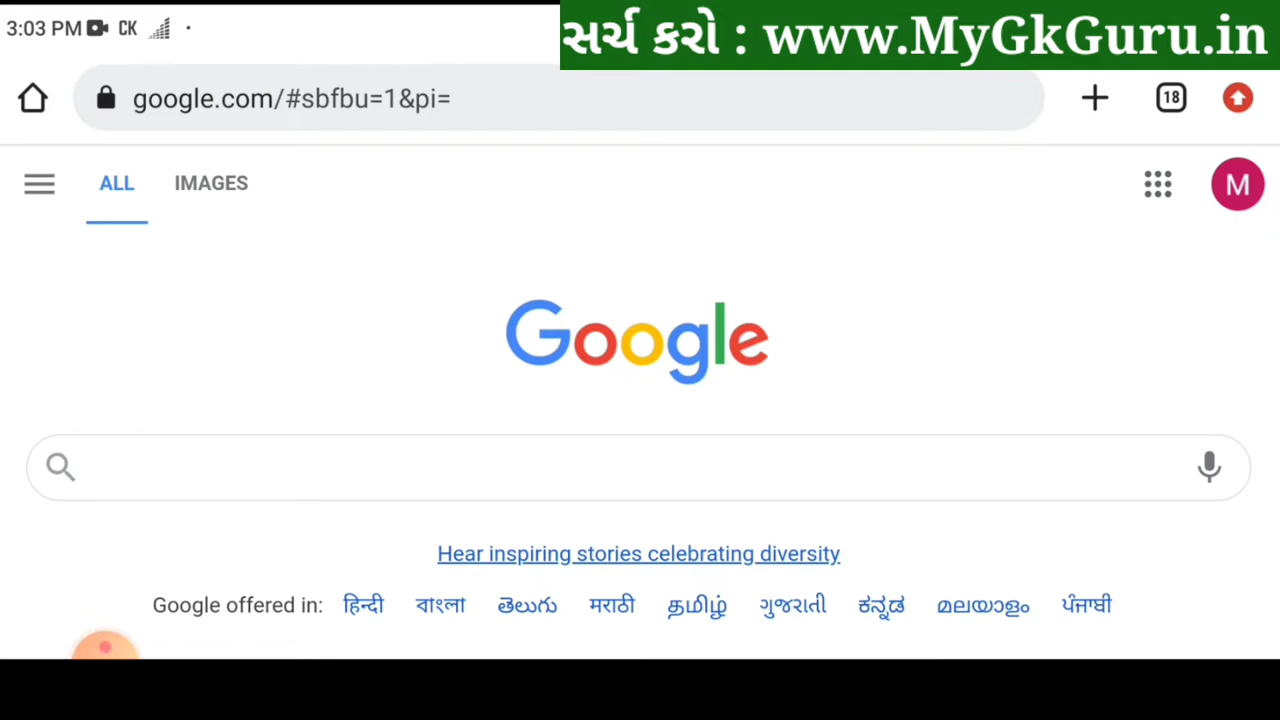 3:03 PM CK
સર્ચ કરો : www.MyGkGuru.in
google.com/#sbfbu=1&pi=
18
ALL IMAGES
M
Google
Hear inspiring stories celebrating diversity
Google offered in: हिन्दी বাংলা తెలుగు मराठी தமிழ் ગુજરાતી ಕನ್ನಡ മലയാളം ਪੰਜਾਬੀ